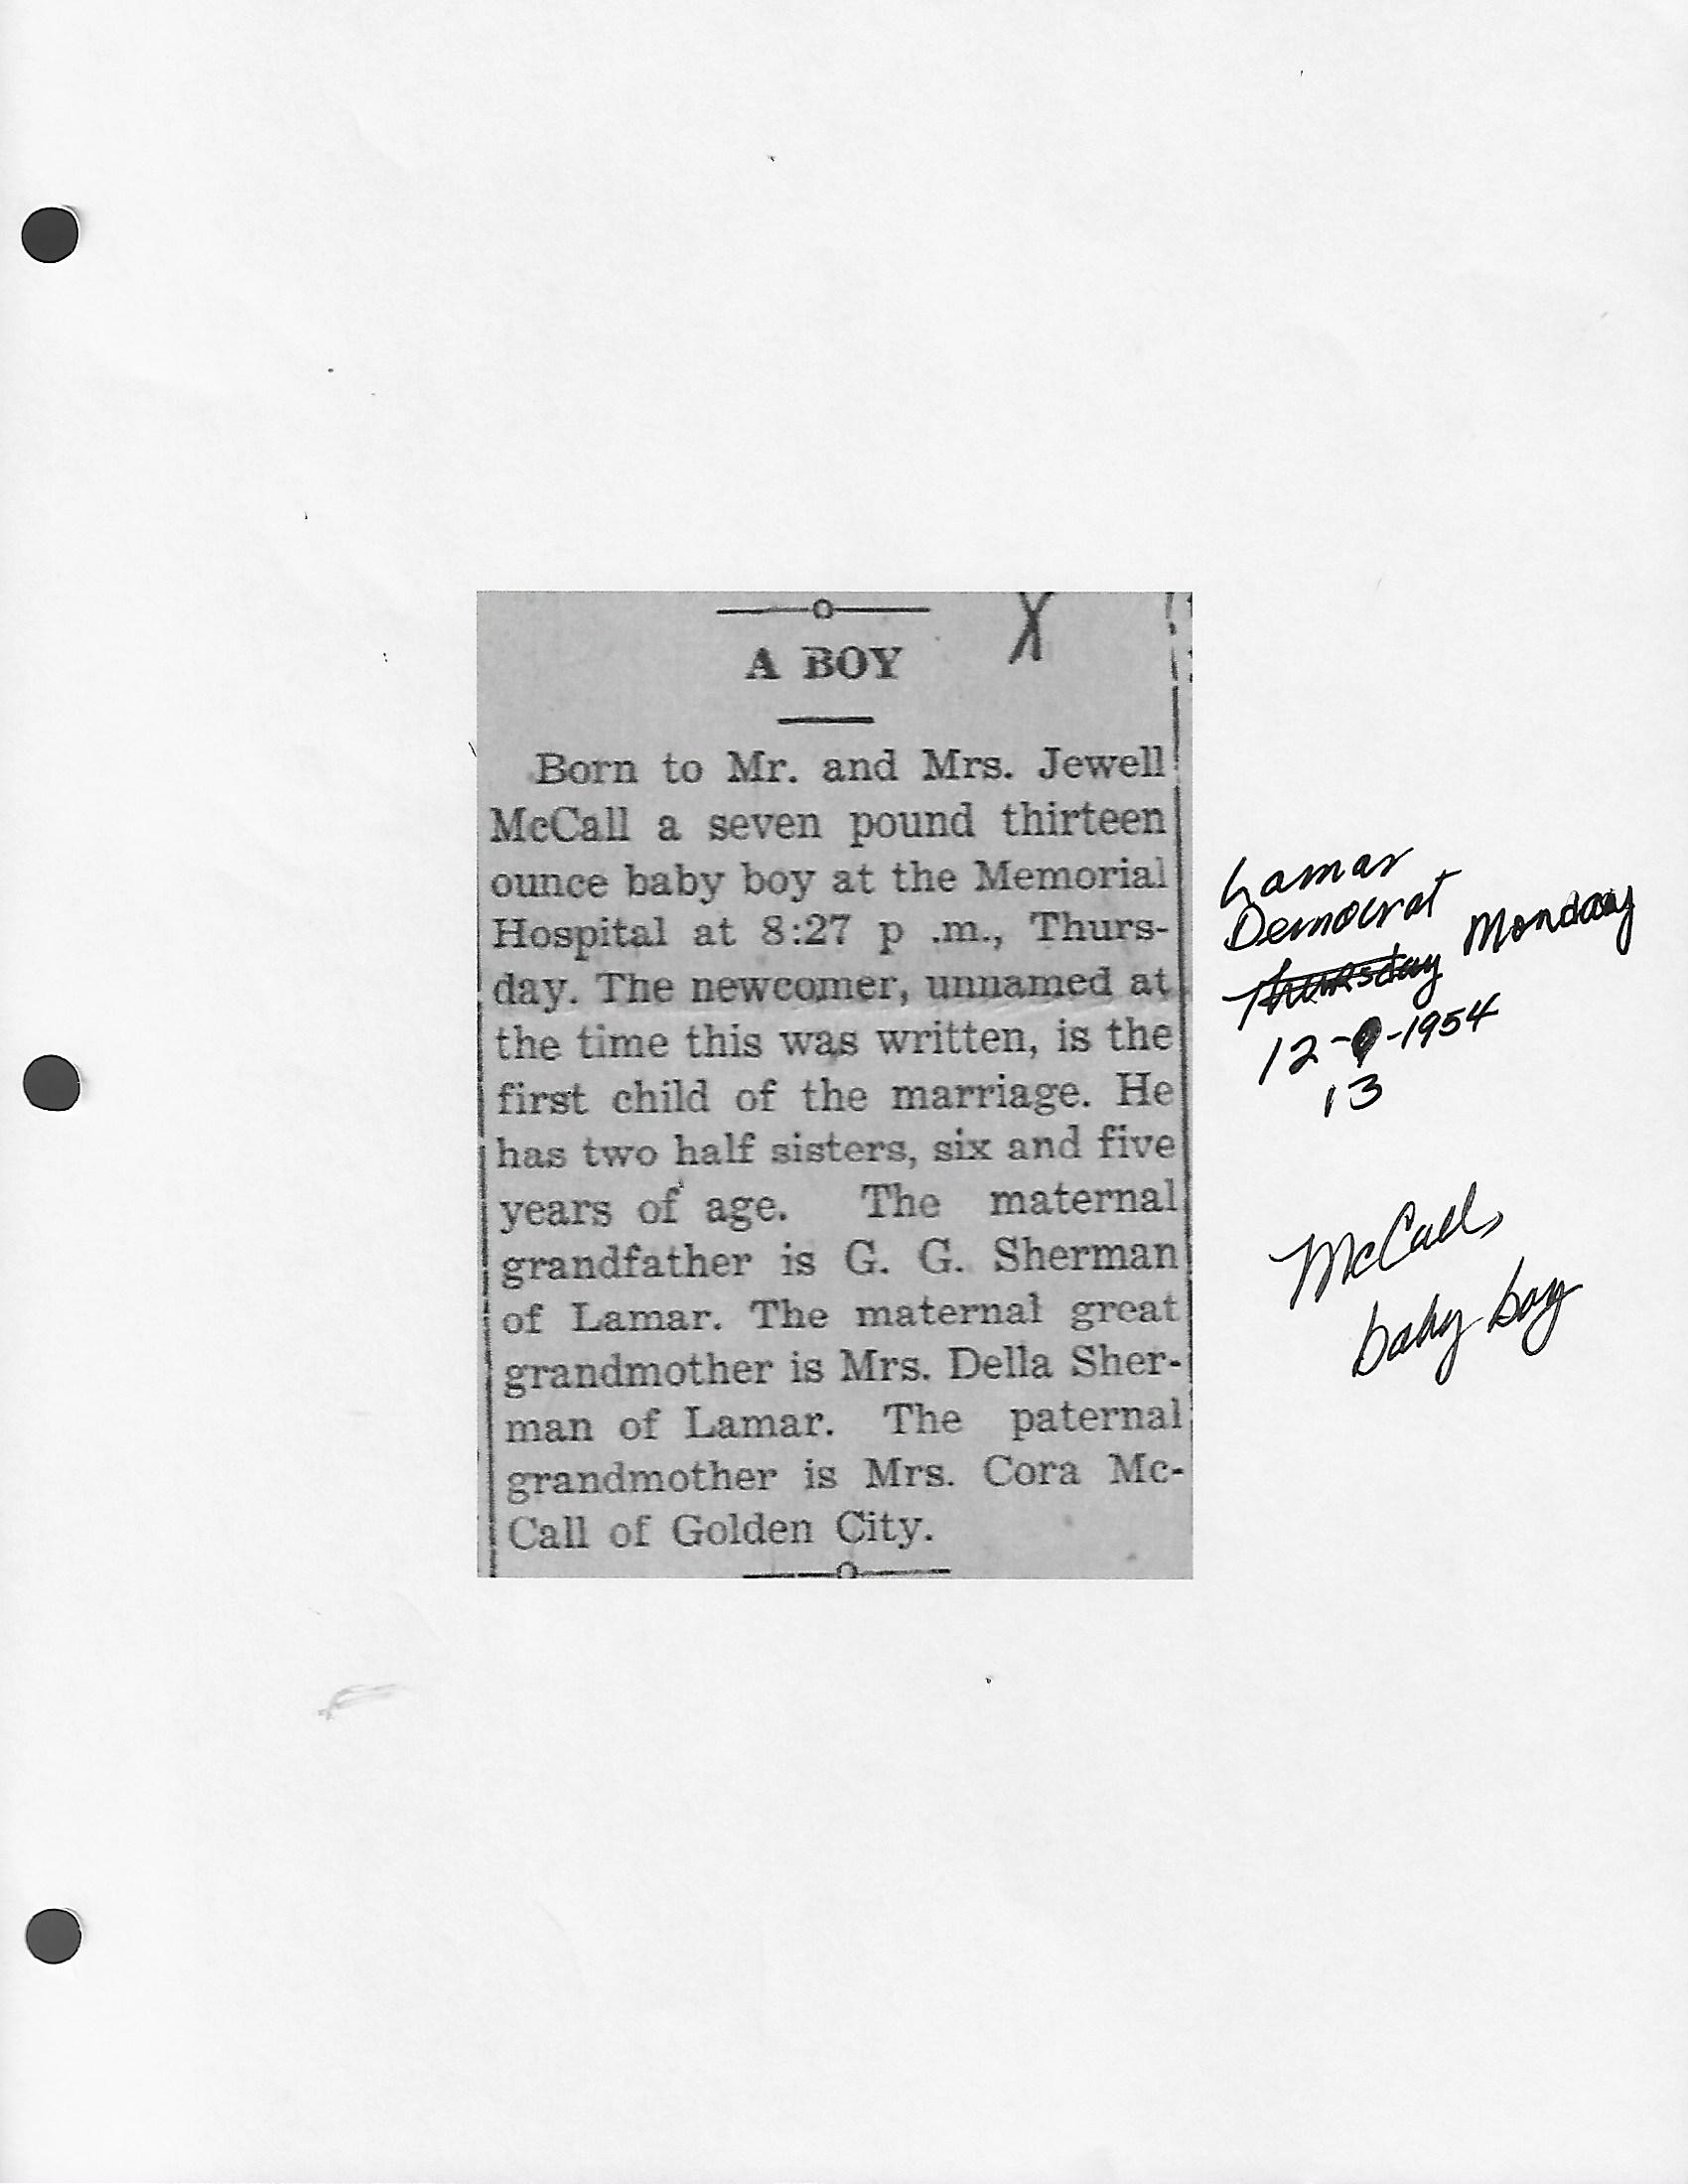 A BOY
Born to Mr. and Mrs. Jewell
McCall a seven pound thirteen
ounce baby boy at the Memorial
Hospital at 8:27 p .m., Thurs-
day. The newcomer, unnamed at
the time this was written, is the
first child of the marriage. He
has two half sisters, six and five
years of age. The maternal
grandfather is G. G. Sherman
of Lamar. The maternal great
grandmother is Mrs. Della Sher-
man of Lamar. The paternal
grandmother is Mrs. Cora Mc-
Call of Golden City.
X
Lamar
Democrat
Thursday Monday
12-9-1954
13
McCall,
baby boy